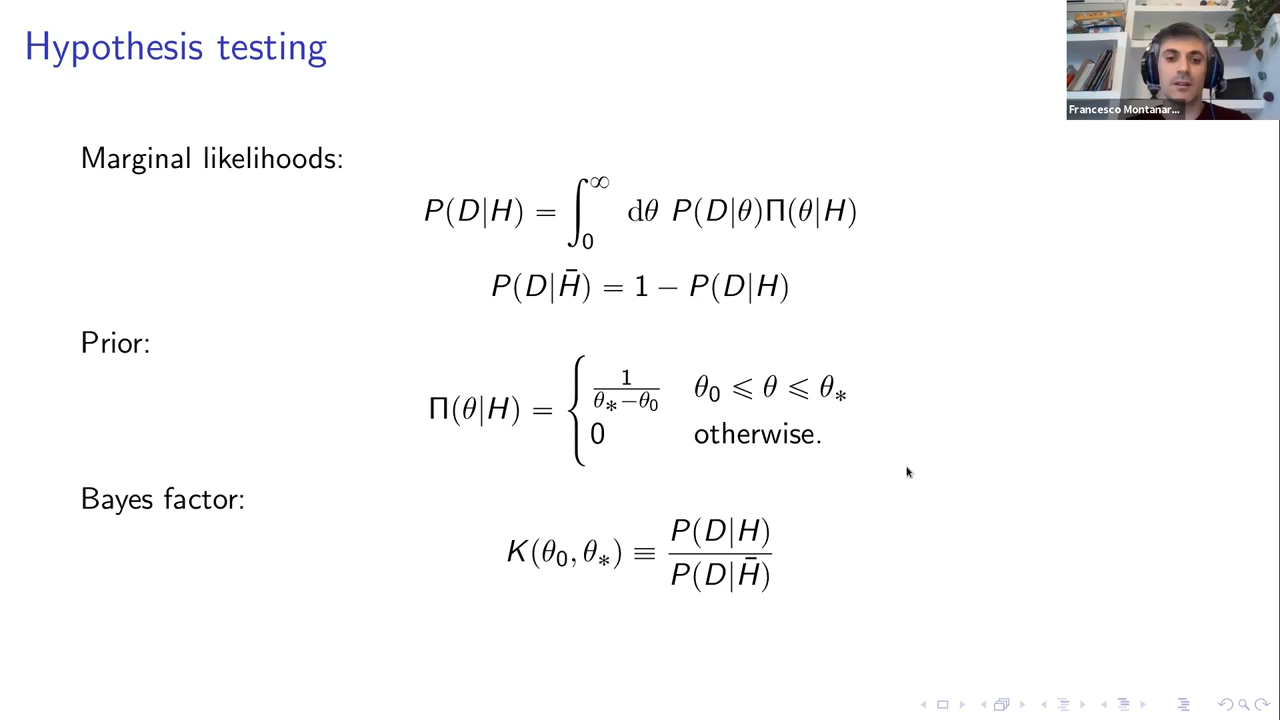 Hypothesis testing
Francesco Montanar...
Marginal likelihoods:
P(D|H) = ∫₀^∞ dθ P(D|θ)Π(θ|H)
P(D|H̄) = 1 − P(D|H)
Prior:
Π(θ|H) = { 1/(θ∗−θ₀) θ₀ ⩽ θ ⩽ θ∗
0 otherwise.
Bayes factor:
K(θ₀, θ∗) ≡ P(D|H) / P(D|H̄)